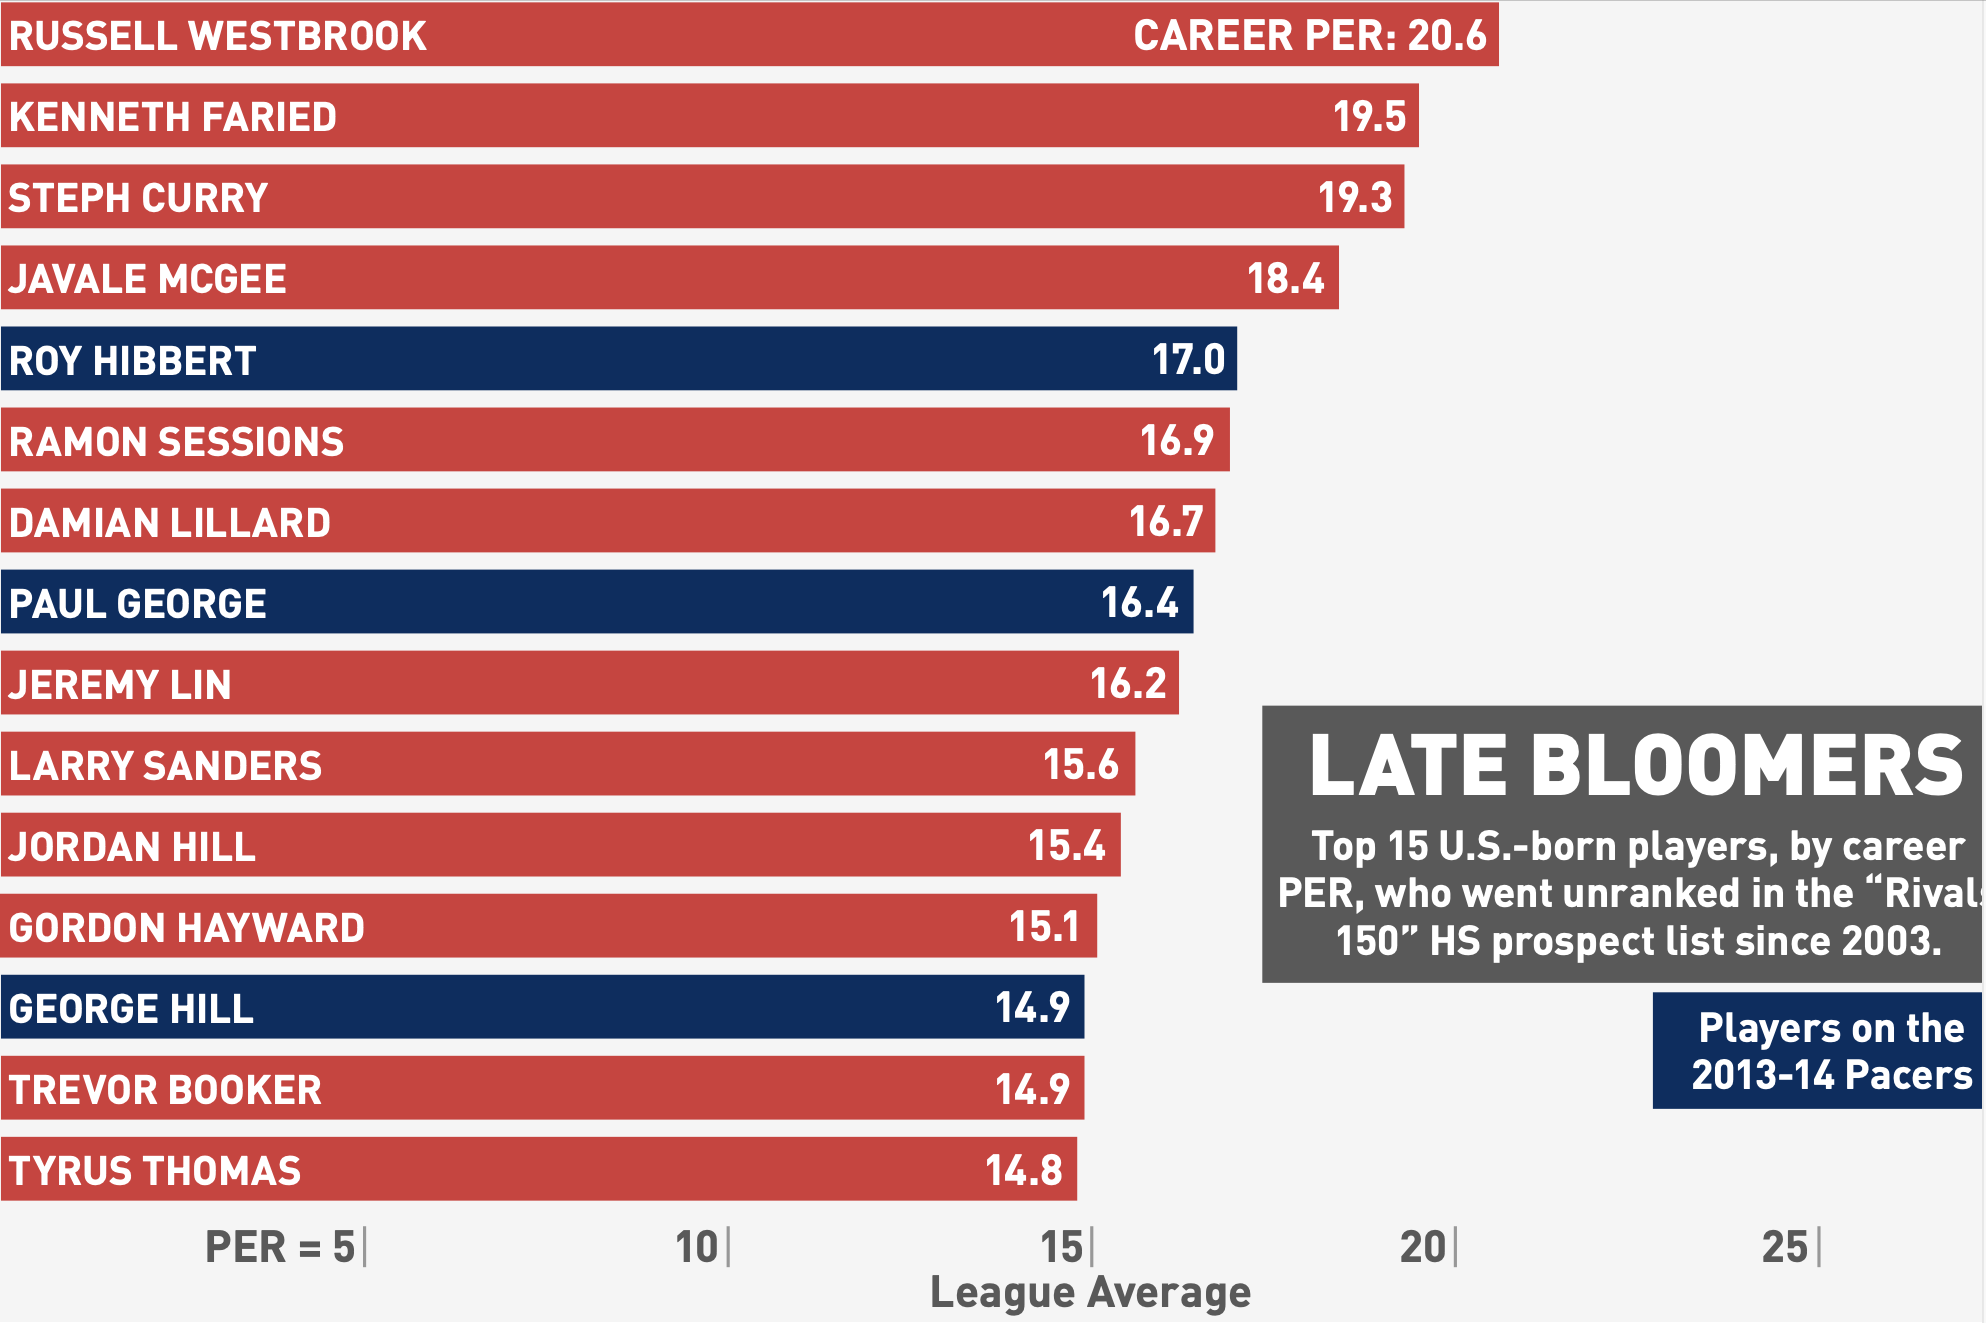 RUSSELL WESTBROOK CAREER PER: 20.6
KENNETH FARIED 19.5
STEPH CURRY 19.3
JAVALE MCGEE 18.4
ROY HIBBERT 17.0
RAMON SESSIONS 16.9
DAMIAN LILLARD 16.7
PAUL GEORGE 16.4
JEREMY LIN 16.2
LARRY SANDERS 15.6
JORDAN HILL 15.4
GORDON HAYWARD 15.1
GEORGE HILL 14.9
TREVOR BOOKER 14.9
TYRUS THOMAS 14.8
LATE BLOOMERS
Top 15 U.S.-born players, by career
PER, who went unranked in the “Rivals
150” HS prospect list since 2003.
Players on the
2013-14 Pacers
PER = 5 10 15 20 25
League Average